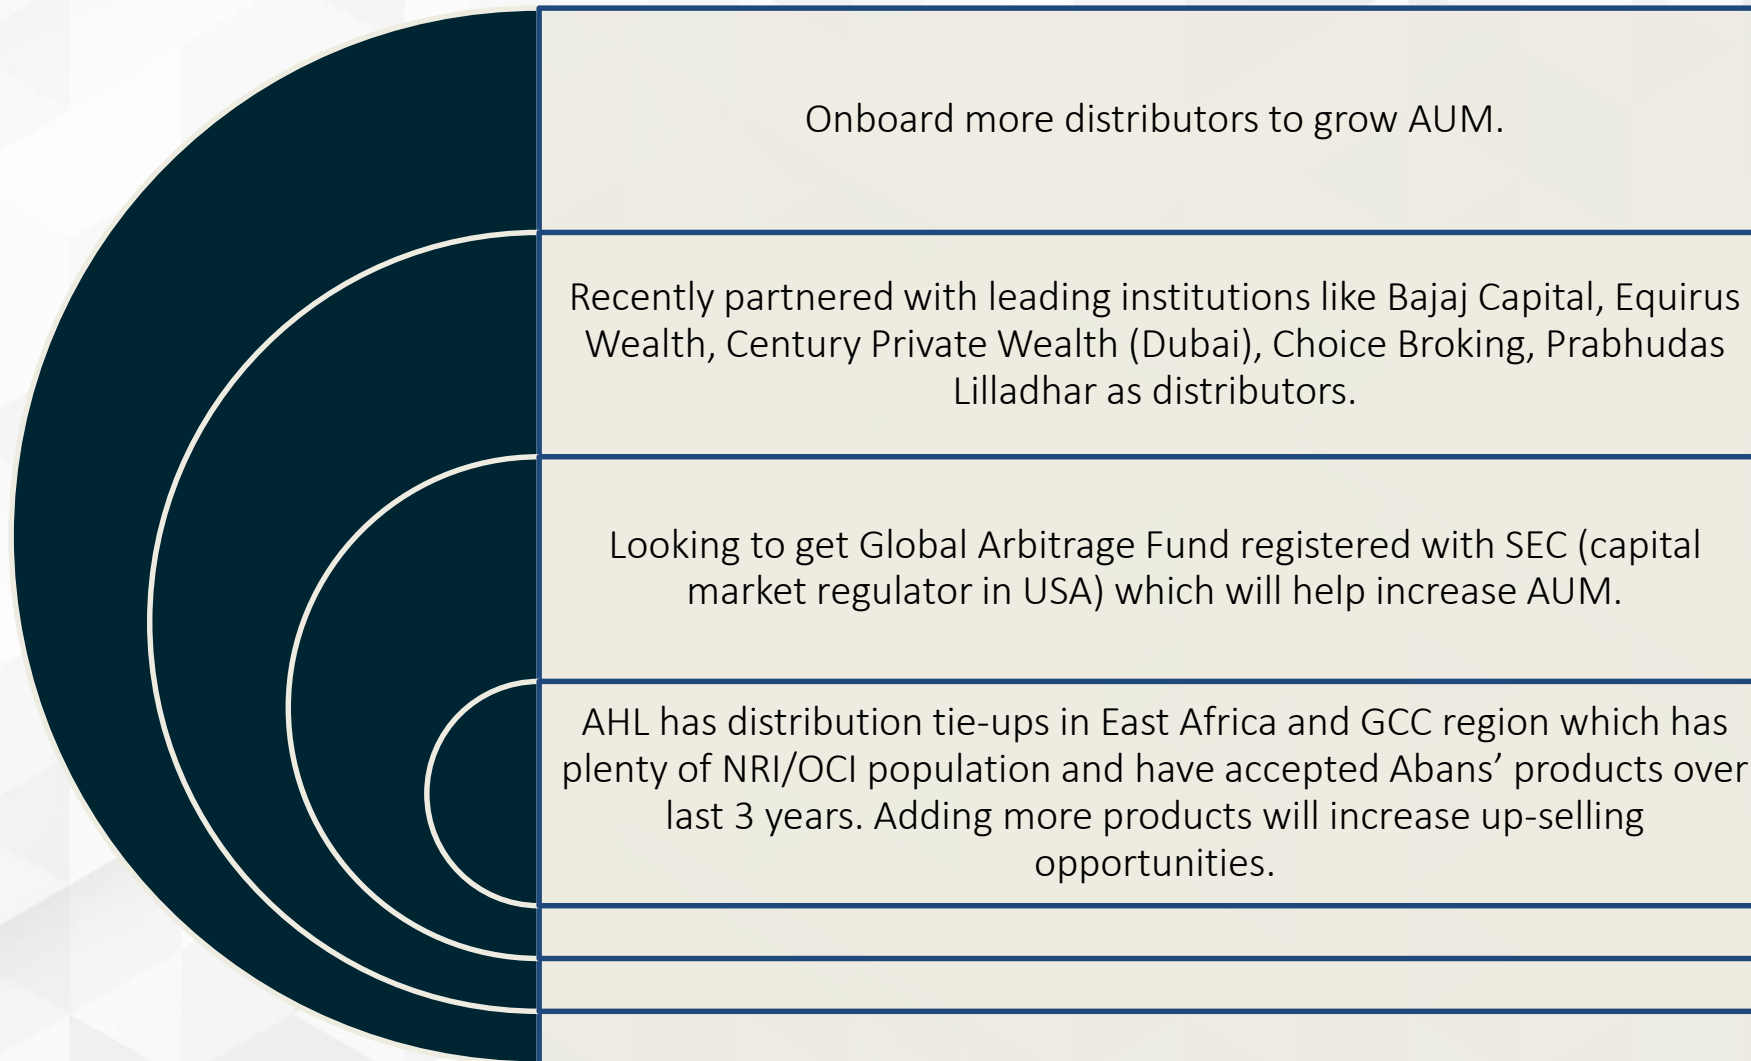 Onboard more distributors to grow AUM.
Recently partnered with leading institutions like Bajaj Capital, Equirus
Wealth, Century Private Wealth (Dubai), Choice Broking, Prabhudas
Lilladhar as distributors.
Looking to get Global Arbitrage Fund registered with SEC (capital
market regulator in USA) which will help increase AUM.
AHL has distribution tie-ups in East Africa and GCC region which has
plenty of NRI/OCI population and have accepted Abans’ products over
last 3 years. Adding more products will increase up-selling
opportunities.